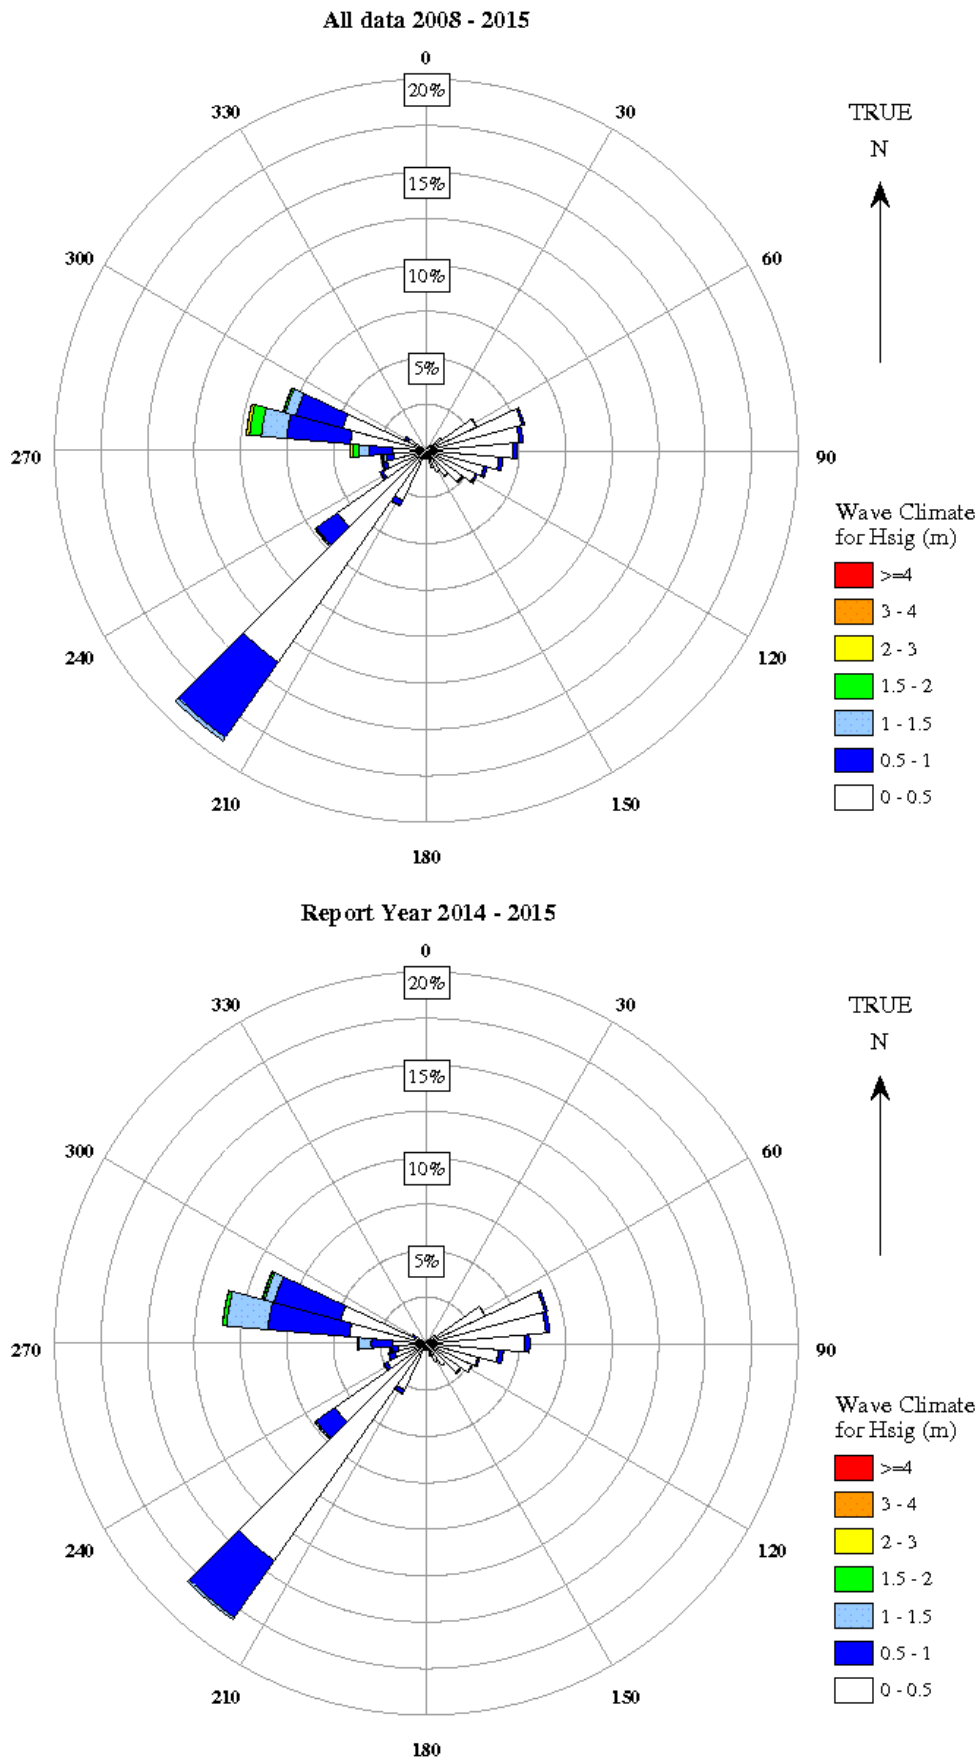 All data 2008 - 2015
0
20%
330
30
TRUE
N
15%
300
60
10%
5%
270
90
Wave Climate
for Hsig (m)
>=4
3 - 4
240
120
2 - 3
1.5 - 2
1 - 1.5
0.5 - 1
210
150
0 - 0.5
180
Report Year 2014 - 2015
0
20%
330
30
TRUE
N
15%
300
60
10%
5%
270
90
Wave Climate
for Hsig (m)
>=4
3 - 4
240
120
2 - 3
1.5 - 2
1 - 1.5
0.5 - 1
210
150
0 - 0.5
180